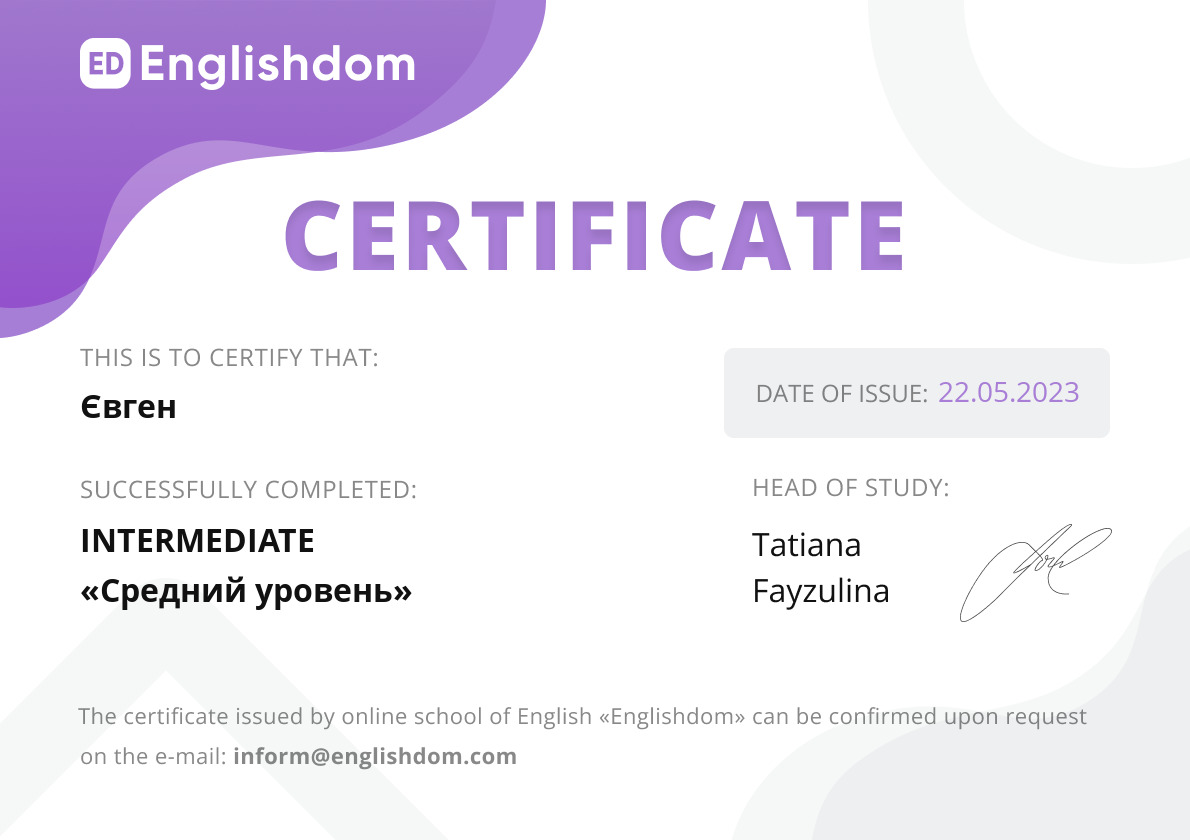 ED Englishdom
CERTIFICATE
THIS IS TO CERTIFY THAT:
Євген
DATE OF ISSUE: 22.05.2023
SUCCESSFULLY COMPLETED:
INTERMEDIATE
«Средний уровень»
HEAD OF STUDY:
Tatiana
Fayzulina
The certificate issued by online school of English «Englishdom» can be confirmed upon request
on the e-mail: inform@englishdom.com